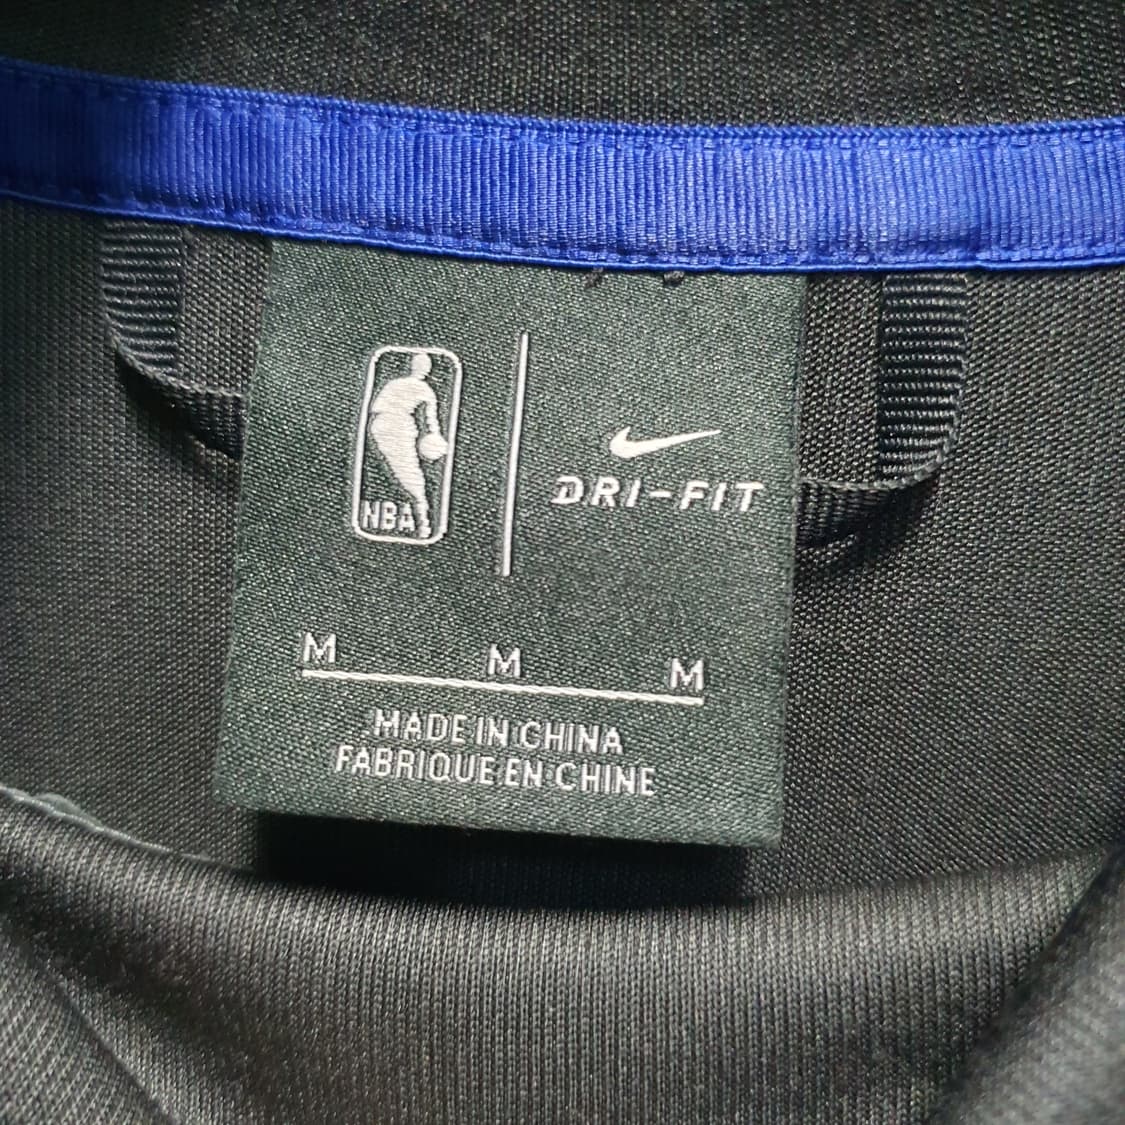 NBA
DRI-FIT
M M M
MADE IN CHINA
FABRIQUE EN CHINE